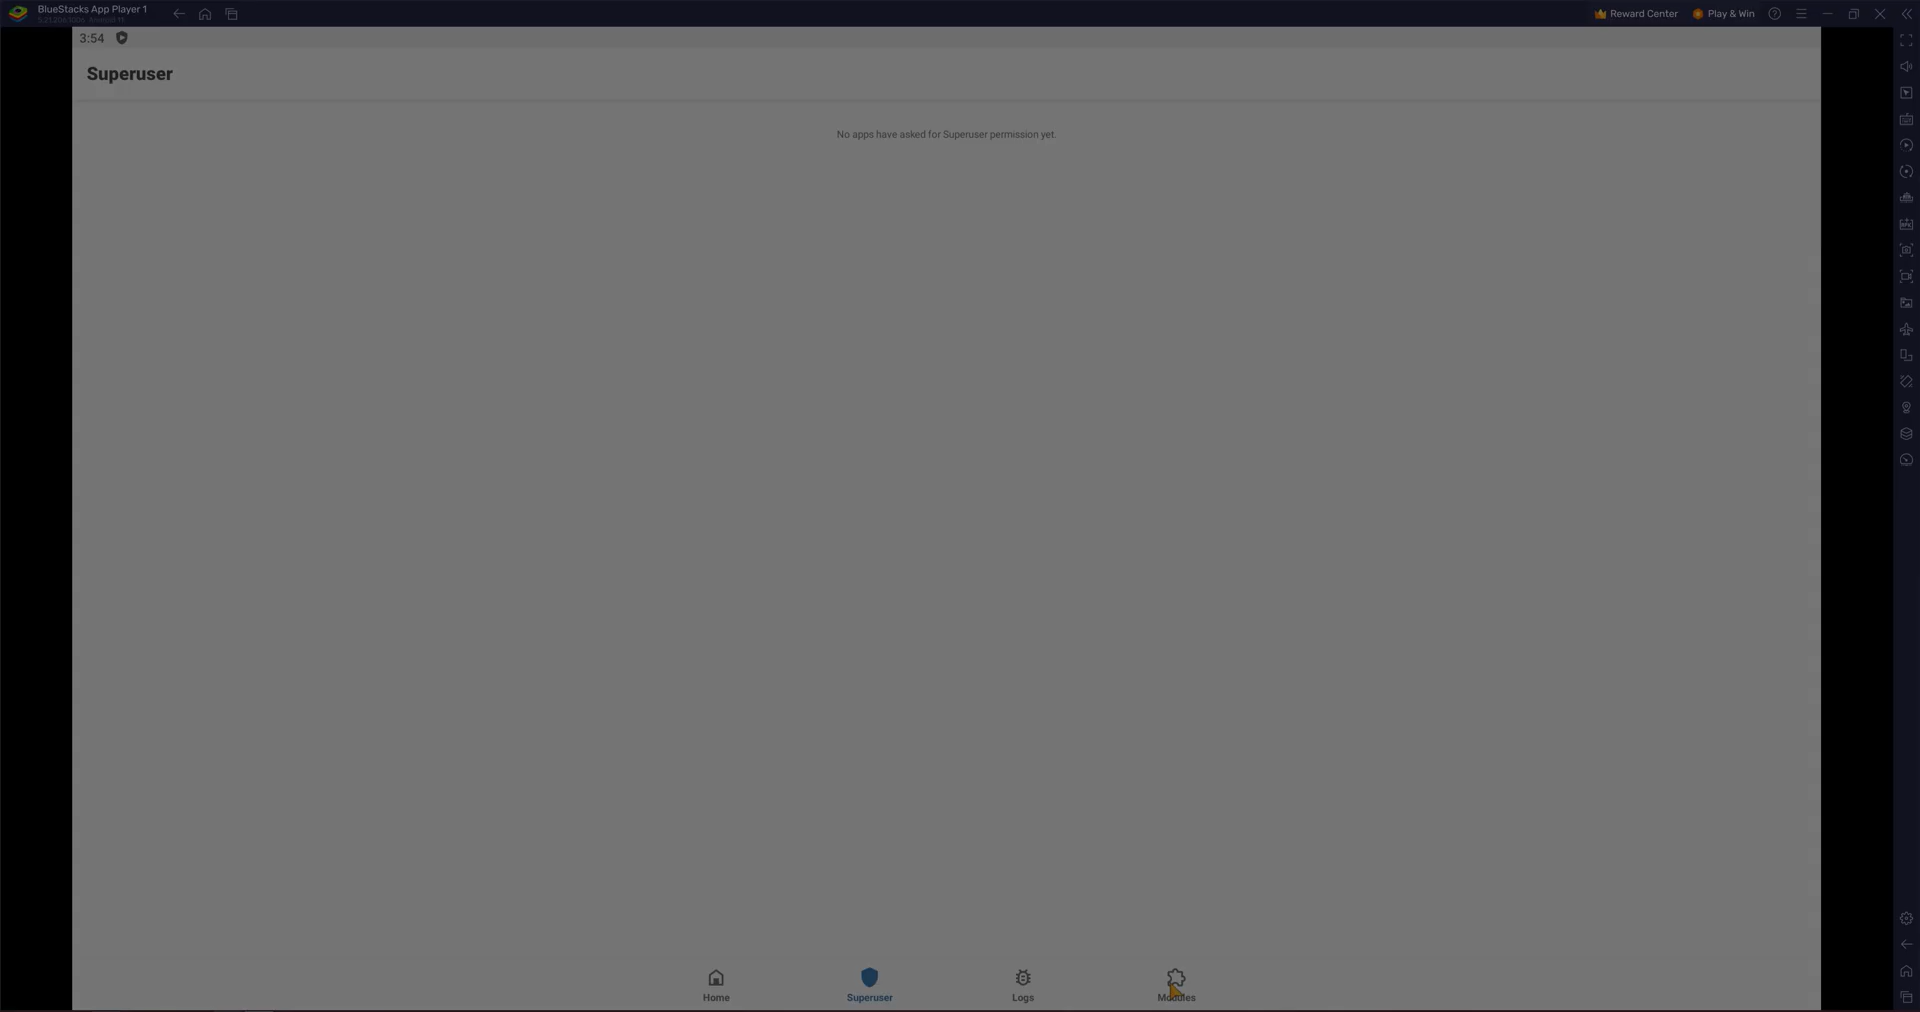 BlueStacks App Player 1
Reward Center
Play & Win
3:54
Superuser
No apps have asked for Superuser permission yet.
Home
Superuser
Logs
Modules